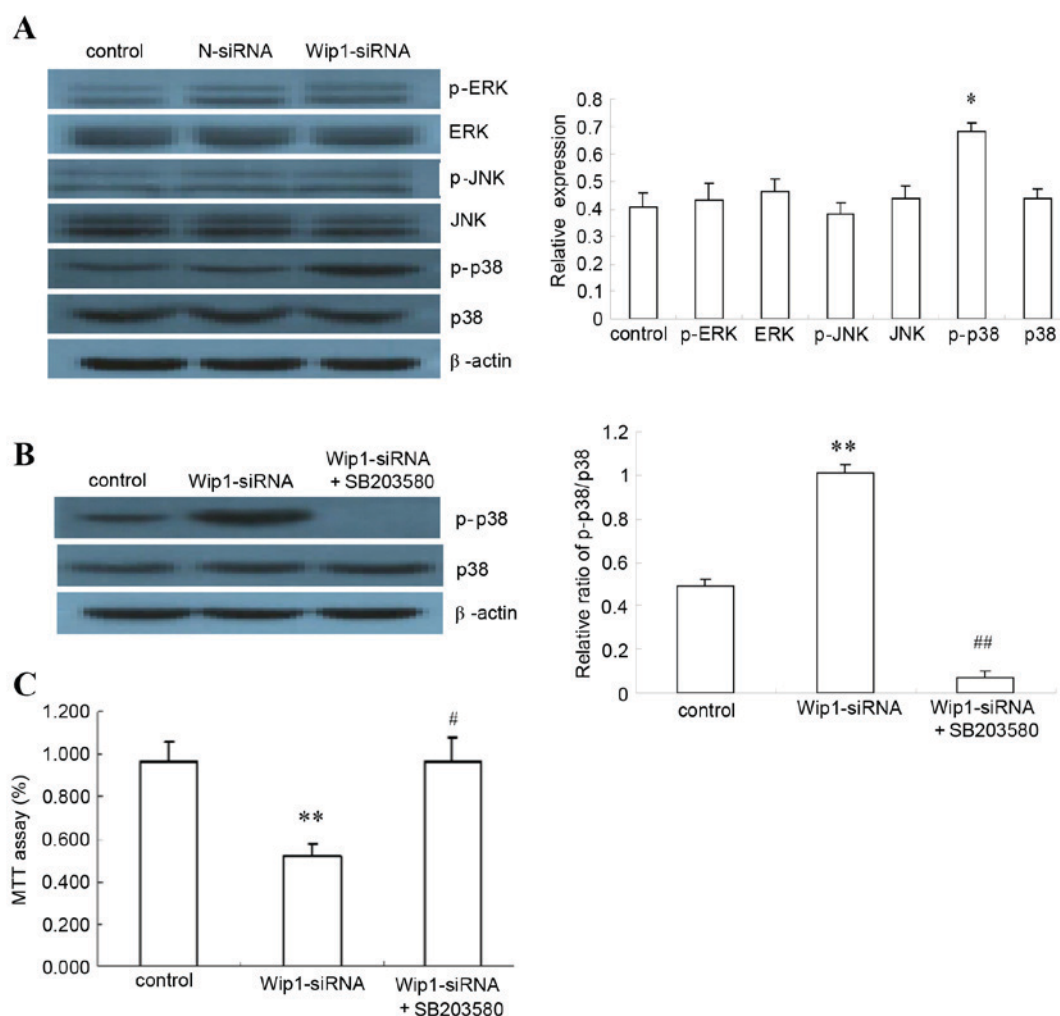 A
control N-siRNA Wip1-siRNA
p-ERK
ERK
p-JNK
JNK
p-p38
p38
β-actin
Relative expression
0.8
0.7
0.6
0.5
0.4
0.3
0.2
0.1
0
*
control p-ERK ERK p-JNK JNK p-p38 p38
B
control Wip1-siRNA Wip1-siRNA
+ SB203580
p-p38
p38
β-actin
Relative ratio of p-p38/p38
1.2
1
0.8
0.6
0.4
0.2
0
**
##
control Wip1-siRNA Wip1-siRNA
+ SB203580
C
MTT assay (%)
1.200
1.000
0.800
0.600
0.400
0.200
0.000
**
#
control Wip1-siRNA Wip1-siRNA
+ SB203580